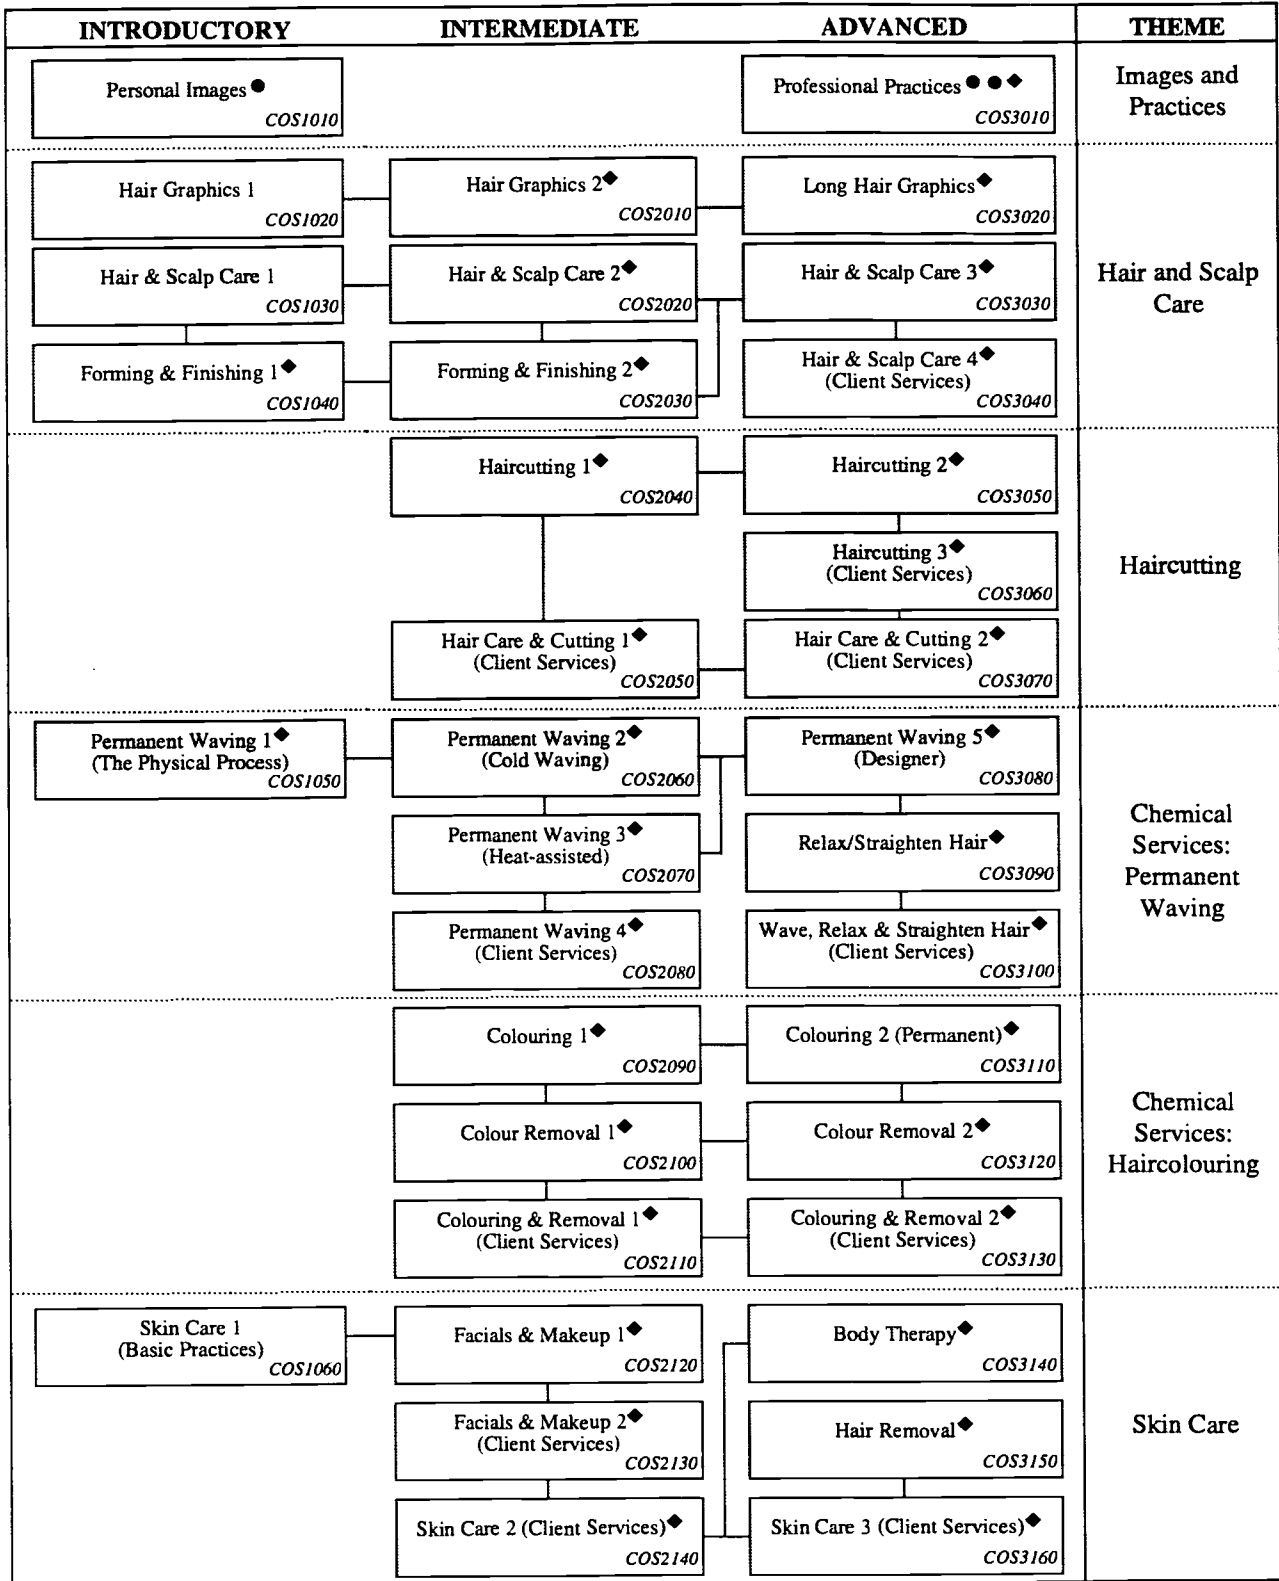 INTRODUCTORY INTERMEDIATE ADVANCED THEME
Personal Images ●
COS1010
Professional Practices ● ● ◆
COS3010
Images and
Practices
Hair Graphics 1
COS1020
Hair Graphics 2◆
COS2010
Long Hair Graphics◆
COS3020
Hair & Scalp Care 1
COS1030
Hair & Scalp Care 2◆
COS2020
Hair & Scalp Care 3◆
COS3030
Forming & Finishing 1◆
COS1040
Forming & Finishing 2◆
COS2030
Hair & Scalp Care 4◆
(Client Services)
COS3040
Hair and Scalp
Care
Haircutting 1◆
COS2040
Haircutting 2◆
COS3050
Haircutting 3◆
(Client Services)
COS3060
Hair Care & Cutting 1◆
(Client Services)
COS2050
Hair Care & Cutting 2◆
(Client Services)
COS3070
Haircutting
Permanent Waving 1◆
(The Physical Process)
COS1050
Permanent Waving 2◆
(Cold Waving)
COS2060
Permanent Waving 5◆
(Designer)
COS3080
Permanent Waving 3◆
(Heat-assisted)
COS2070
Relax/Straighten Hair◆
COS3090
Permanent Waving 4◆
(Client Services)
COS2080
Wave, Relax & Straighten Hair◆
(Client Services)
COS3100
Chemical
Services:
Permanent
Waving
Colouring 1◆
COS2090
Colouring 2 (Permanent)◆
COS3110
Colour Removal 1◆
COS2100
Colour Removal 2◆
COS3120
Colouring & Removal 1◆
(Client Services)
COS2110
Colouring & Removal 2◆
(Client Services)
COS3130
Chemical
Services:
Haircolouring
Skin Care 1
(Basic Practices)
COS1060
Facials & Makeup 1◆
COS2120
Body Therapy◆
COS3140
Facials & Makeup 2◆
(Client Services)
COS2130
Hair Removal◆
COS3150
Skin Care 2 (Client Services)◆
COS2140
Skin Care 3 (Client Services)◆
COS3160
Skin Care